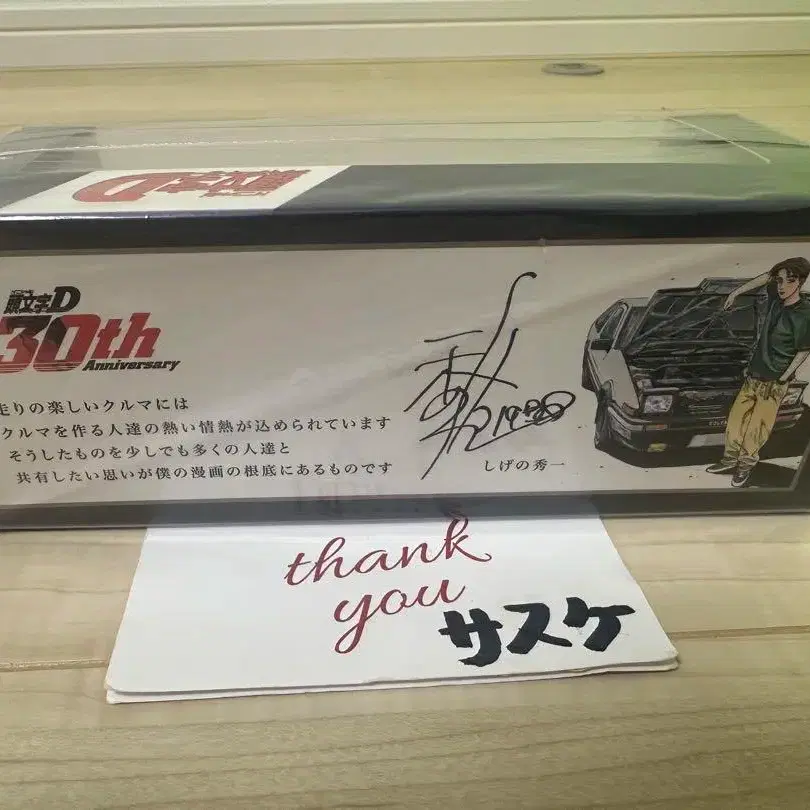 頭文字D
頭文字D
30th
Anniversary
走りの楽しいクルマには
クルマを作る人達の熱い情熱が込められています
そうしたものを少しでも多くの人達と
共有したい思いが僕の漫画の根底にあるものです
しげの秀一
thank
you
サスケ